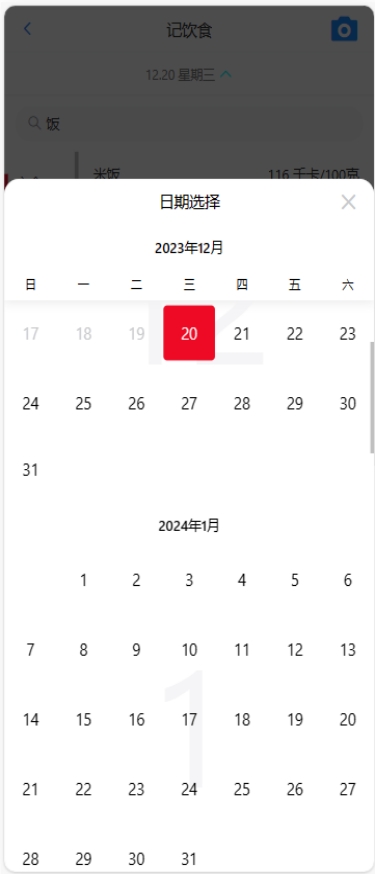 记饮食
12.20 星期三
饭
米饭 116 千卡/100克
日期选择
2023年12月
日 一 二 三 四 五 六
17 18 19 20 21 22 23
24 25 26 27 28 29 30
31
2024年1月
1 2 3 4 5 6
7 8 9 10 11 12 13
14 15 16 17 18 19 20
1
21 22 23 24 25 26 27
28 29 30 31